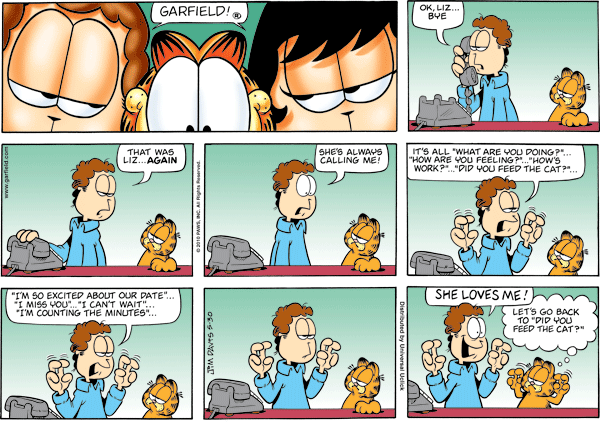 GARFIELD! ®
OK, LIZ...
BYE
www.garfield.com
THAT WAS
LIZ...AGAIN
© 2010 PAWS, INC. All Rights Reserved.
SHE'S ALWAYS
CALLING ME!
IT'S ALL "WHAT ARE YOU DOING?"...
"HOW ARE YOU FEELING?"..."HOW'S
WORK?"..."DID YOU FEED THE CAT?"...
"I'M SO EXCITED ABOUT OUR DATE"...
"I MISS YOU"..."I CAN'T WAIT"...
"I'M COUNTING THE MINUTES"...
JIM DAVIS 5-30
Distributed by Universal Uclick
SHE LOVES ME!
LET'S GO BACK
TO "DID YOU
FEED THE CAT?"